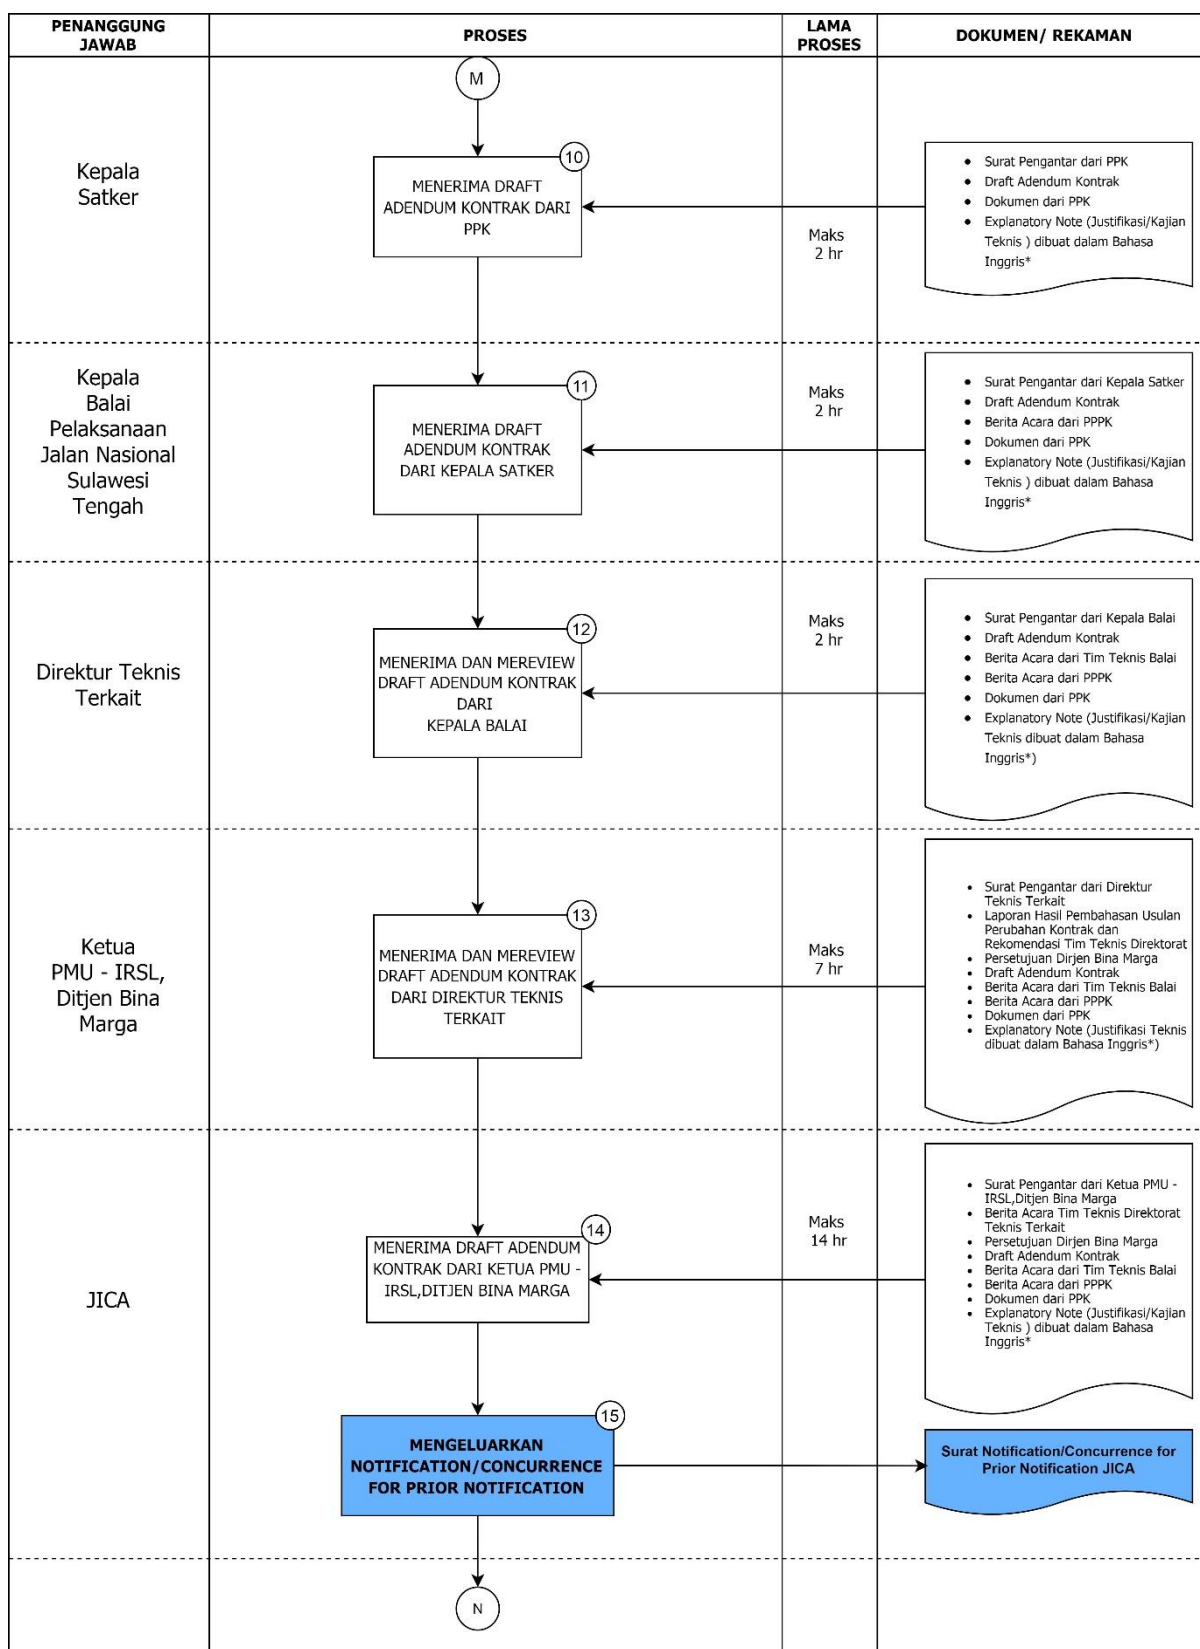 PENANGGUNG
JAWAB
PROSES
LAMA
PROSES
DOKUMEN/ REKAMAN
M
Kepala
Satker
10
MENERIMA DRAFT
ADENDUM KONTRAK DARI
PPK
Maks
2 hr
• Surat Pengantar dari PPK
• Draft Adendum Kontrak
• Dokumen dari PPK
• Explanatory Note (Justifikasi/Kajian
Teknis ) dibuat dalam Bahasa
Inggris*
Kepala
Balai
Pelaksanaan
Jalan Nasional
Sulawesi
Tengah
11
MENERIMA DRAFT
ADENDUM KONTRAK
DARI KEPALA SATKER
Maks
2 hr
• Surat Pengantar dari Kepala Satker
• Draft Adendum Kontrak
• Berita Acara dari PPPK
• Dokumen dari PPK
• Explanatory Note (Justifikasi/Kajian
Teknis ) dibuat dalam Bahasa
Inggris*
Direktur Teknis
Terkait
12
MENERIMA DAN MEREVIEW
DRAFT ADENDUM KONTRAK
DARI
KEPALA BALAI
Maks
2 hr
• Surat Pengantar dari Kepala Balai
• Draft Adendum Kontrak
• Berita Acara dari Tim Teknis Balai
• Berita Acara dari PPPK
• Dokumen dari PPK
• Explanatory Note (Justifikasi/Kajian
Teknis dibuat dalam Bahasa
Inggris*)
Ketua
PMU - IRSL,
Ditjen Bina
Marga
13
MENERIMA DAN MEREVIEW
DRAFT ADENDUM KONTRAK
DARI DIREKTUR TEKNIS
TERKAIT
Maks
7 hr
• Surat Pengantar dari Direktur
Teknis Terkait
• Laporan Hasil Pembahasan Usulan
Perubahan Kontrak dan
Rekomendasi Tim Teknis Direktorat
• Persetujuan Dirjen Bina Marga
• Draft Adendum Kontrak
• Berita Acara dari Tim Teknis Balai
• Berita Acara dari PPPK
• Dokumen dari PPK
• Explanatory Note (Justifikasi Teknis
dibuat dalam Bahasa Inggris*)
JICA
14
MENERIMA DRAFT ADENDUM
KONTRAK DARI KETUA PMU -
IRSL,DITJEN BINA MARGA
Maks
14 hr
• Surat Pengantar dari Ketua PMU -
IRSL,Ditjen Bina Marga
• Berita Acara Tim Teknis Direktorat
Teknis Terkait
• Persetujuan Dirjen Bina Marga
• Draft Adendum Kontrak
• Berita Acara dari Tim Teknis Balai
• Berita Acara dari PPPK
• Dokumen dari PPK
• Explanatory Note (Justifikasi/Kajian
Teknis ) dibuat dalam Bahasa
Inggris*
15
MENGELUARKAN
NOTIFICATION/CONCURRENCE
FOR PRIOR NOTIFICATION
Surat Notification/Concurrence for
Prior Notification JICA
N